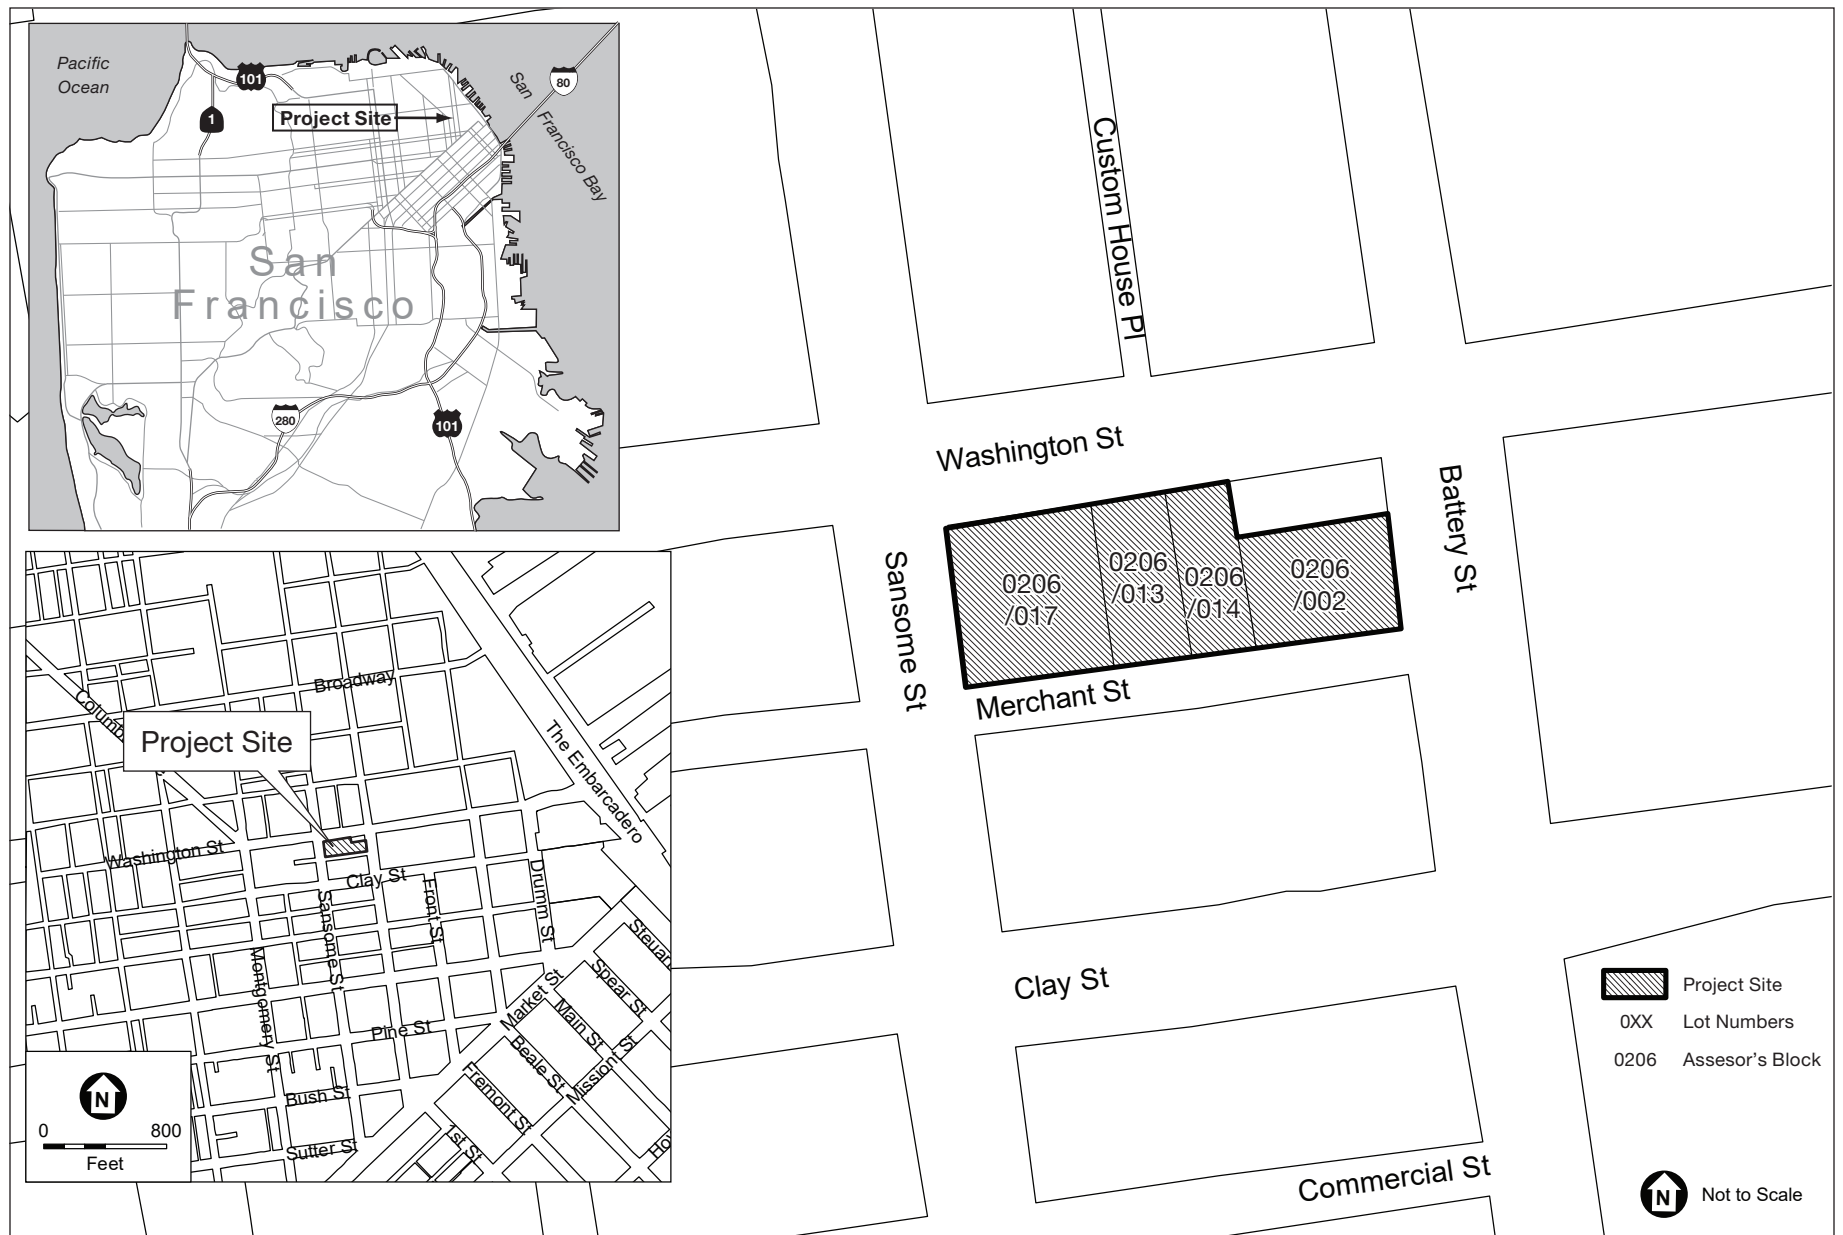 Pacific
Ocean
101
1
80
San
Francisco Bay
Project Site
San
Francisco
280
101
Custom House Pl
Washington St
Battery St
Sansome St
0206
/017
0206
/013
0206
/014
0206
/002
Merchant St
Clay St
Commercial St
Broadway
Columb
Project Site
The Embarcadero
Washington St
Clay St
Front St
Drumm St
Sansome St
Montgomery St
Pine St
Market St
Steuar
Spear St
Main St
Beale St
Mission St
Fremont St
Bush St
Sutter St
1st St
Ho
N
0 800
Feet
Project Site
0XX Lot Numbers
0206 Assesor's Block
N Not to Scale